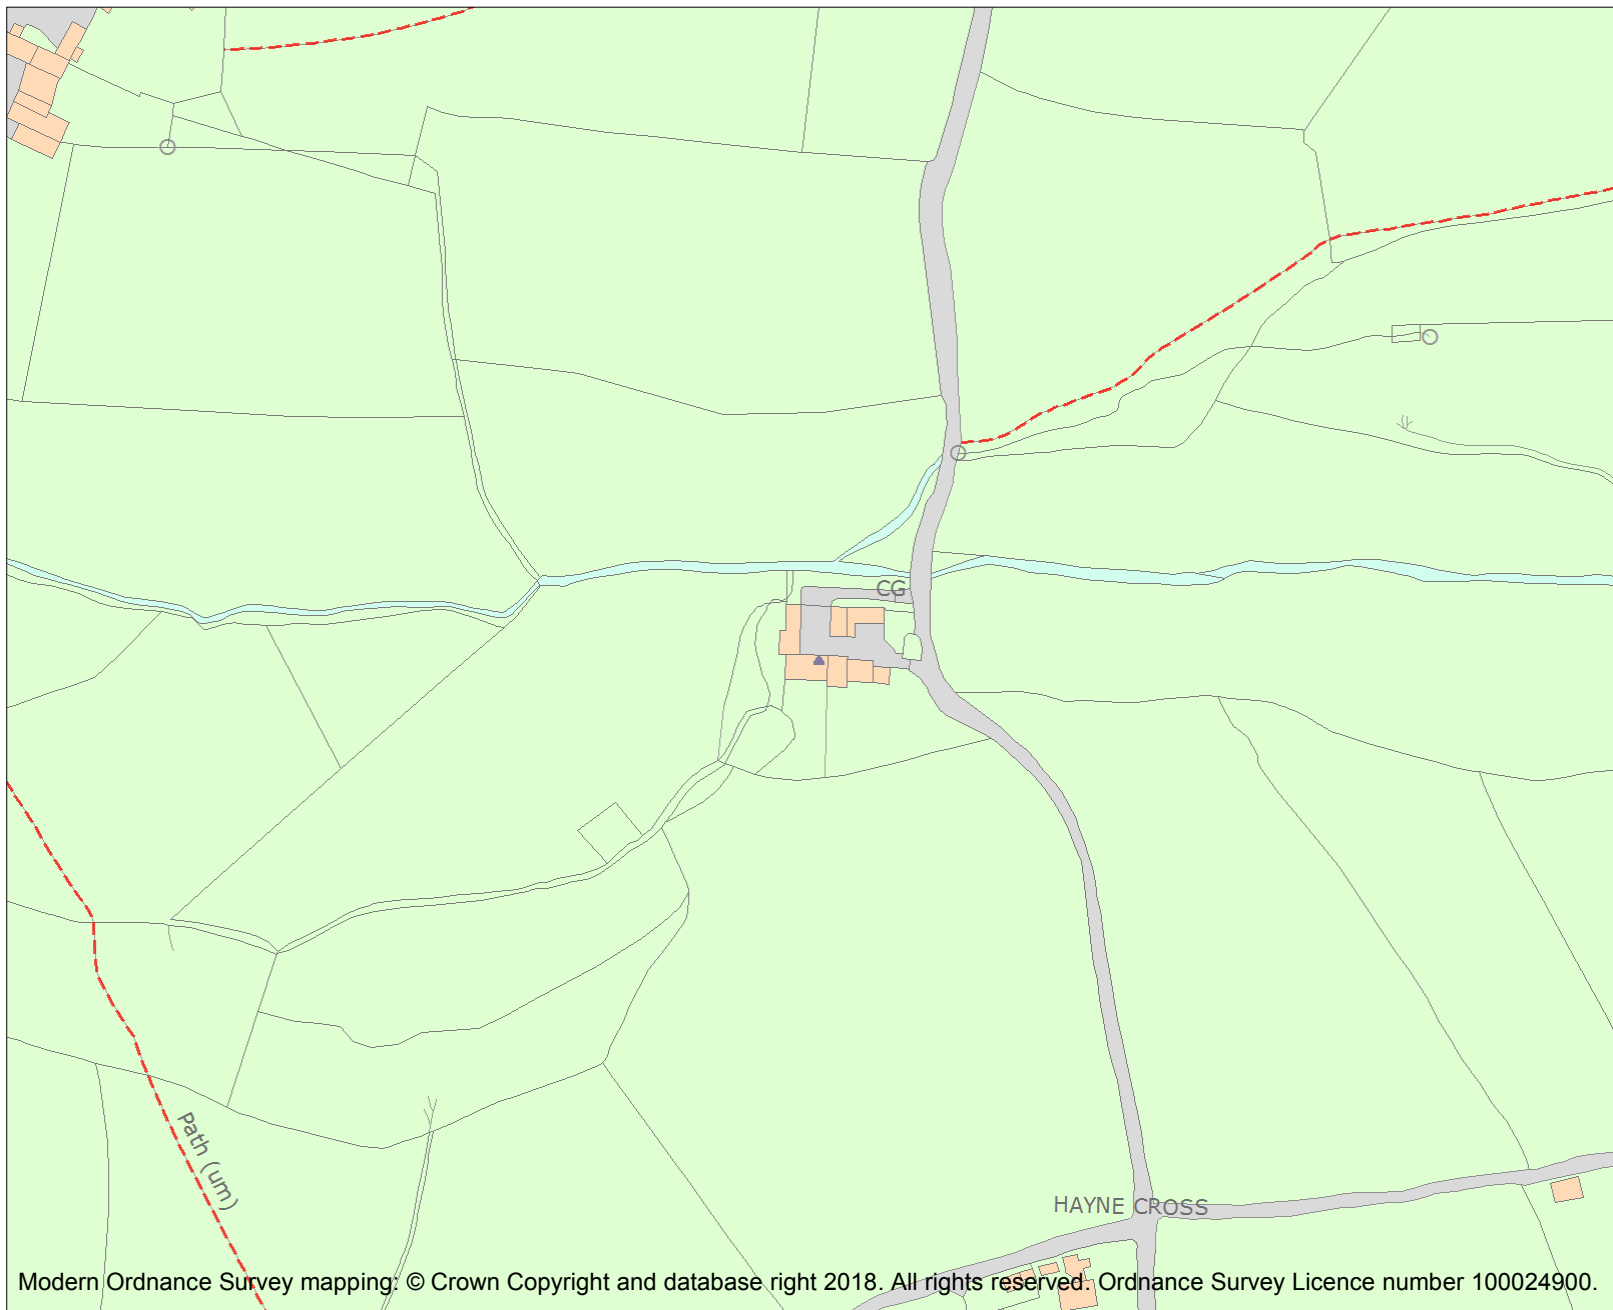 CG
Path (um)
HAYNE CROSS
Modern Ordnance Survey mapping: © Crown Copyright and database right 2018. All rights reserved. Ordnance Survey Licence number 100024900.